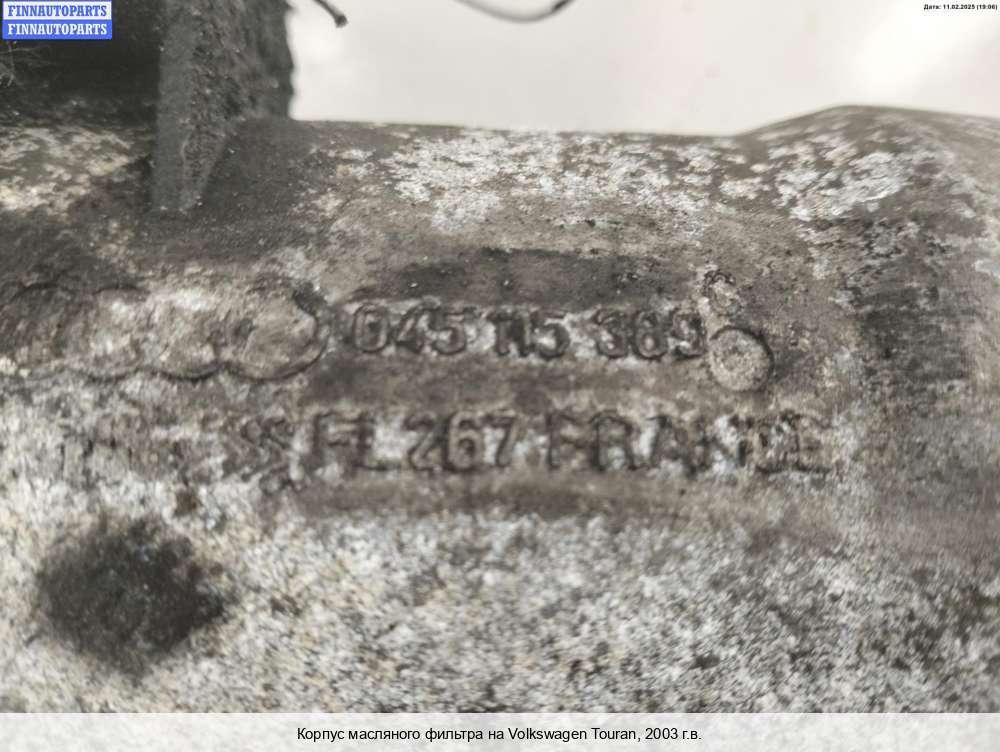 FINNAUTOPARTS
FINNAUTOPARTS
Дата: 11.02.2025 (19:06)
045 115 389
FL 267 FRANCE
Корпус масляного фильтра на Volkswagen Touran, 2003 г.в.